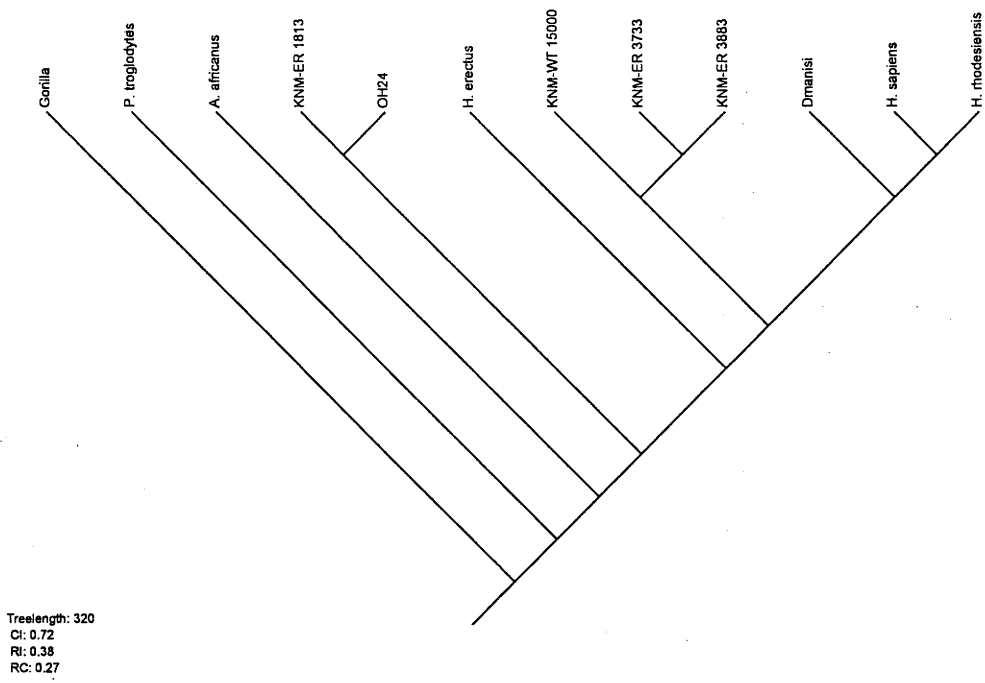 Gorilla
P. troglodytes
A. africanus
KNM-ER 1813
OH24
H. erectus
KNM-WT 15000
KNM-ER 3733
KNM-ER 3883
Dmanisi
H. sapiens
H. rhodesiensis
Treelength: 320
CI: 0.72
RI: 0.38
RC: 0.27